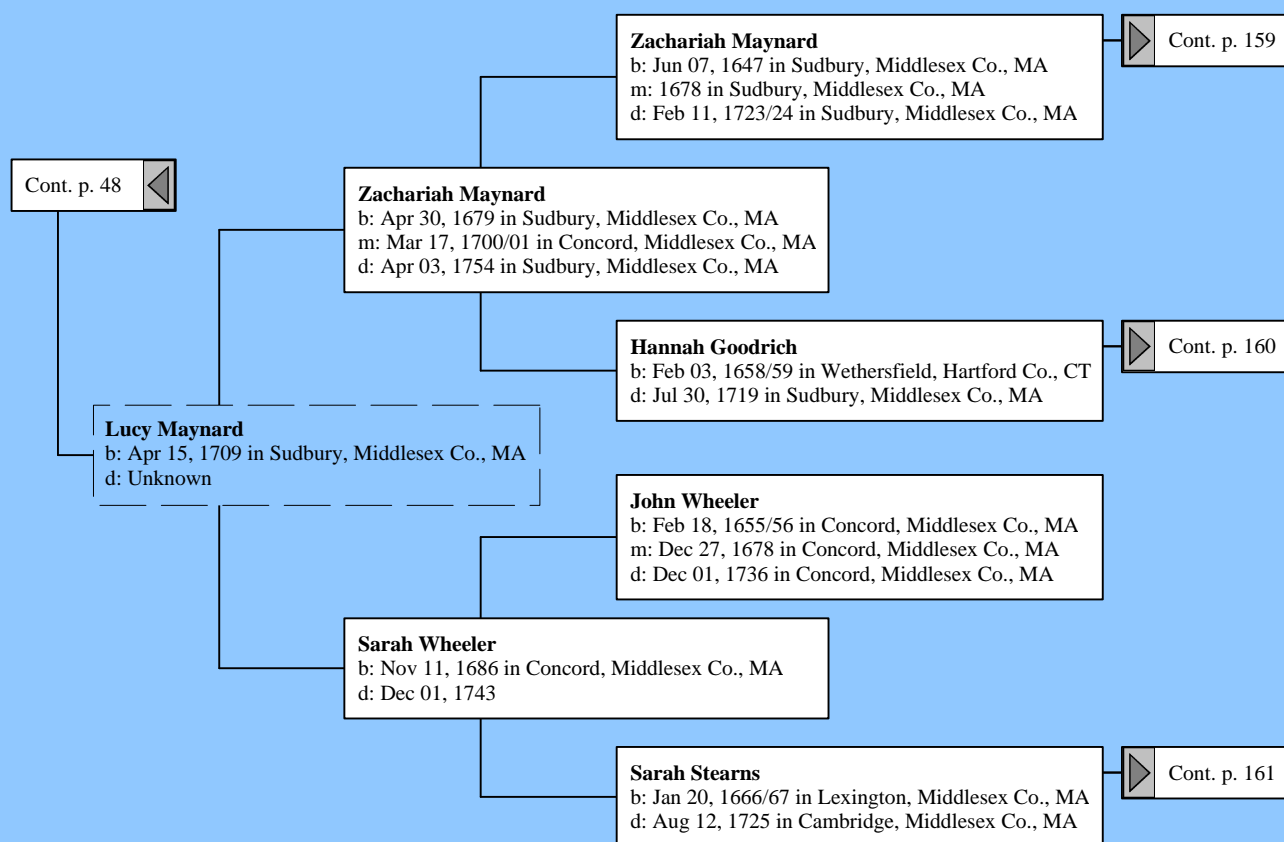 Zachariah Maynard
b: Jun 07, 1647 in Sudbury, Middlesex Co., MA
m: 1678 in Sudbury, Middlesex Co., MA
d: Feb 11, 1723/24 in Sudbury, Middlesex Co., MA
Cont. p. 159
Cont. p. 48
Zachariah Maynard
b: Apr 30, 1679 in Sudbury, Middlesex Co., MA
m: Mar 17, 1700/01 in Concord, Middlesex Co., MA
d: Apr 03, 1754 in Sudbury, Middlesex Co., MA
Hannah Goodrich
b: Feb 03, 1658/59 in Wethersfield, Hartford Co., CT
d: Jul 30, 1719 in Sudbury, Middlesex Co., MA
Cont. p. 160
Lucy Maynard
b: Apr 15, 1709 in Sudbury, Middlesex Co., MA
d: Unknown
John Wheeler
b: Feb 18, 1655/56 in Concord, Middlesex Co., MA
m: Dec 27, 1678 in Concord, Middlesex Co., MA
d: Dec 01, 1736 in Concord, Middlesex Co., MA
Sarah Wheeler
b: Nov 11, 1686 in Concord, Middlesex Co., MA
d: Dec 01, 1743
Sarah Stearns
b: Jan 20, 1666/67 in Lexington, Middlesex Co., MA
d: Aug 12, 1725 in Cambridge, Middlesex Co., MA
Cont. p. 161